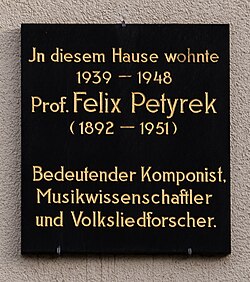 Jn diesem Hause wohnte
1939 — 1948
Prof. Felix Petyrek
(1892 — 1951)
Bedeutender Komponist,
Musikwissenschaftler
und Volksliedforscher.